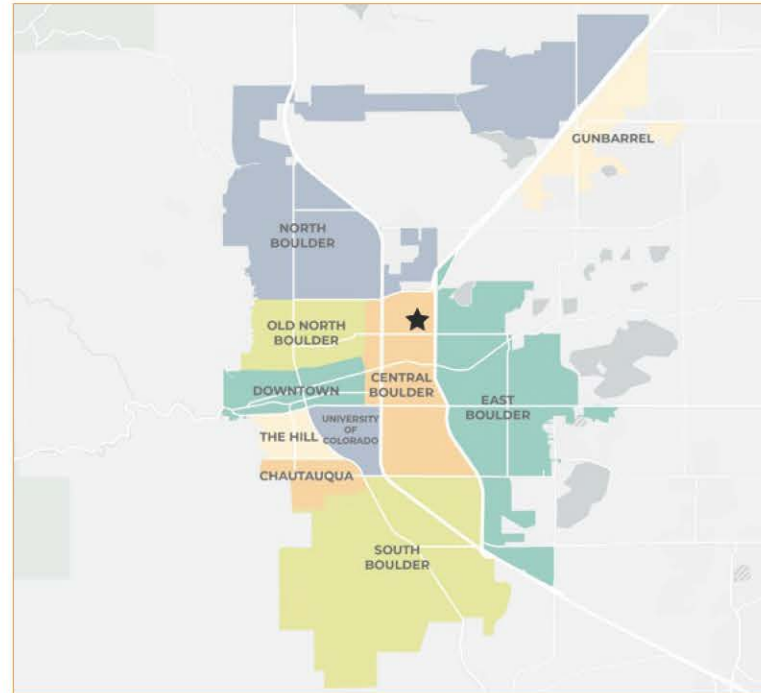 GUNBARREL
NORTH
BOULDER
OLD NORTH
BOULDER
DOWNTOWN
CENTRAL
BOULDER
EAST
BOULDER
UNIVERSITY
OF
COLORADO
THE HILL
CHAUTAUQUA
SOUTH
BOULDER